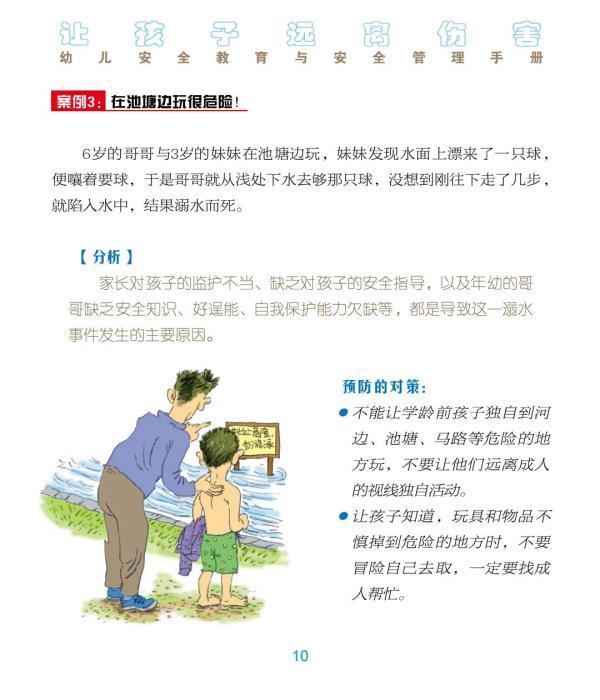 让孩子远离伤害
幼儿安全教育与安全管理手册
案例3：在池塘边玩很危险！
6岁的哥哥与3岁的妹妹在池塘边玩，妹妹发现水面上漂来了一只球，
便嚷着要球，于是哥哥就从浅处下水去够那只球，没想到刚往下走了几步，
就陷入水中，结果溺水而死。
【分析】
家长对孩子的监护不当、缺乏对孩子的安全指导，以及年幼的哥
哥缺乏安全知识、好逞能、自我保护能力欠缺等，都是导致这一溺水
事件发生的主要原因。
此处危险，
勿游泳
预防的对策：
●不能让学龄前孩子独自到河
边、池塘、马路等危险的地
方玩，不要让他们远离成人
的视线独自活动。
●让孩子知道，玩具和物品不
慎掉到危险的地方时，不要
冒险自己去取，一定要找成
人帮忙。
10